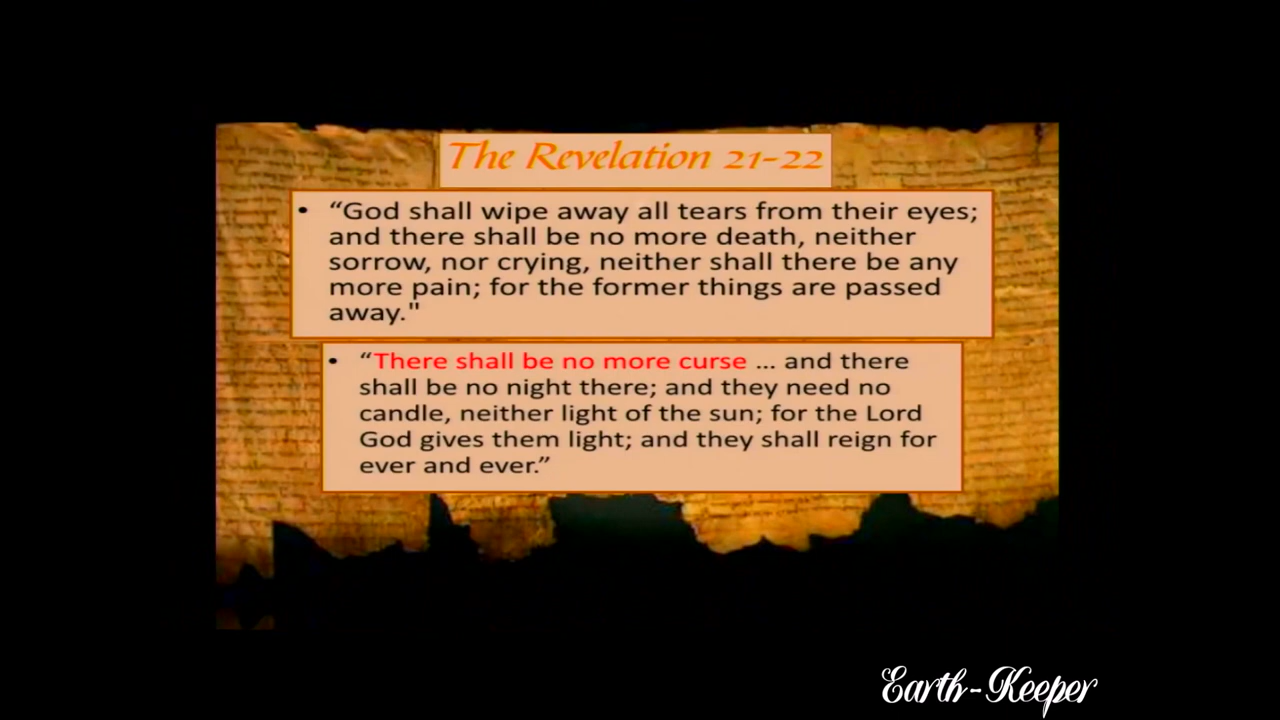 The Revelation 21-22
• “God shall wipe away all tears from their eyes;
and there shall be no more death, neither
sorrow, nor crying, neither shall there be any
more pain; for the former things are passed
away."
• “There shall be no more curse ... and there
shall be no night there; and they need no
candle, neither light of the sun; for the Lord
God gives them light; and they shall reign for
ever and ever.”
Earth-Keeper